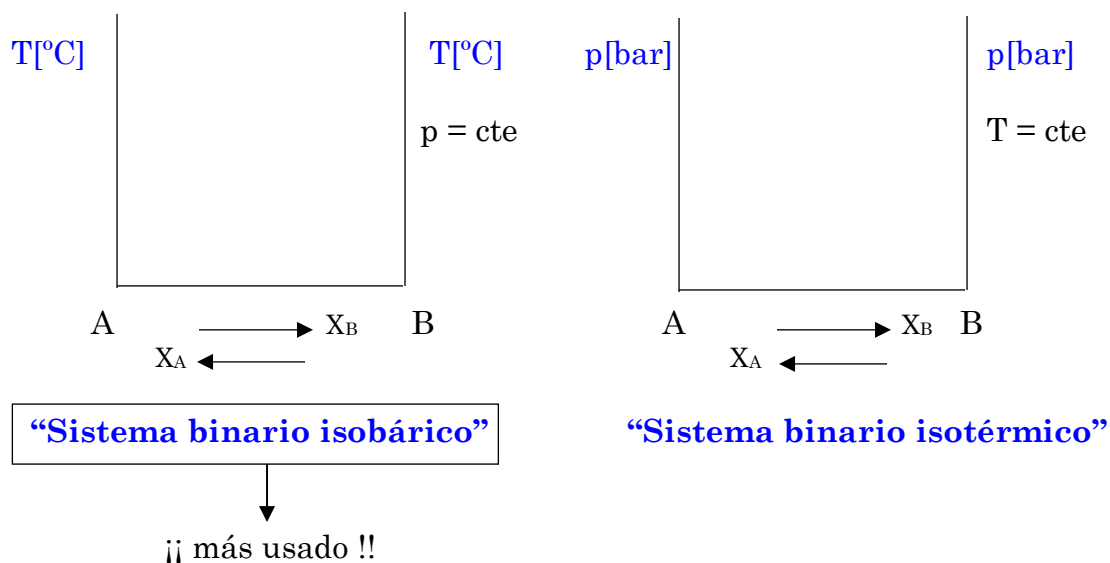 T[ºC] T[ºC] p[bar] p[bar]
p = cte T = cte
A XB B A XB B
XA XA
“Sistema binario isobárico” “Sistema binario isotérmico”
¡¡ más usado !!